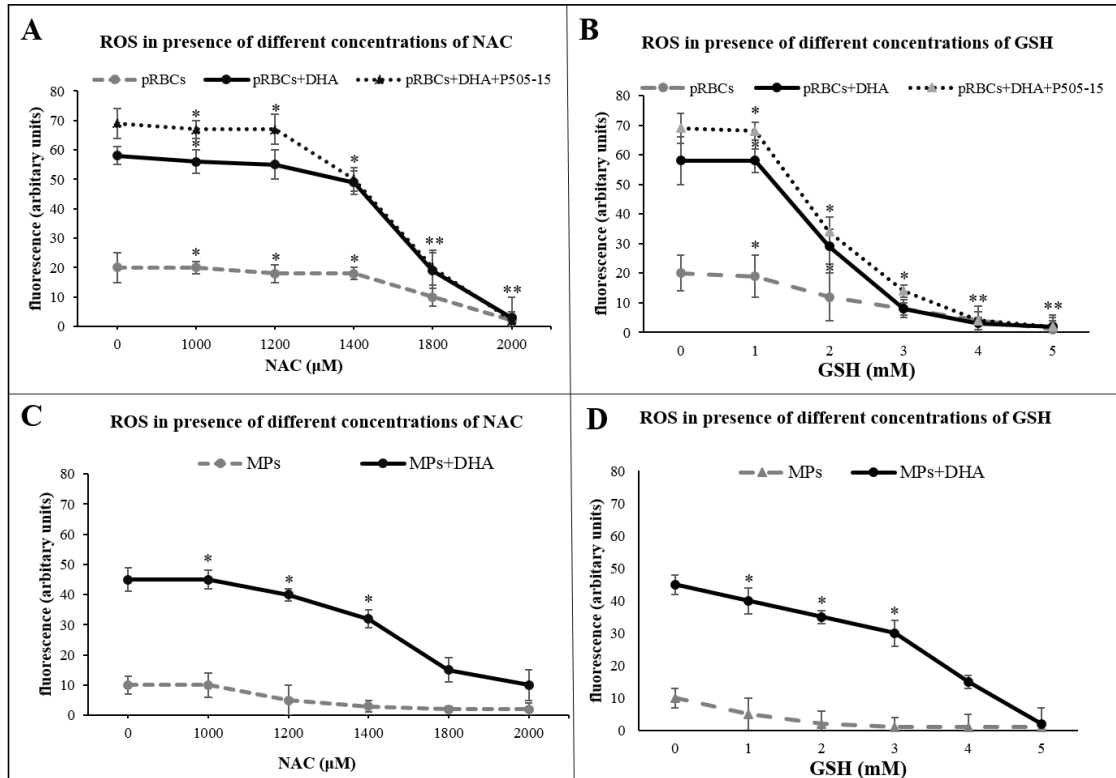 A
ROS in presence of different concentrations of NAC
pRBCs pRBCs+DHA pRBCs+DHA+P505-15
fluorescence (arbitary units)
80
70
60
50
40
30
20
10
0
* * * ** **
*
* * *
0 1000 1200 1400 1800 2000
NAC (µM)
B
ROS in presence of different concentrations of GSH
pRBCs pRBCs+DHA pRBCs+DHA+P505-15
fluorescence (arbitary units)
80
70
60
50
40
30
20
10
0
* * * ** **
*
* *
0 1 2 3 4 5
GSH (mM)
C
ROS in presence of different concentrations of NAC
MPs MPs+DHA
fluorescence (arbitary units)
80
70
60
50
40
30
20
10
0
* * *
0 1000 1200 1400 1800 2000
NAC (µM)
D
ROS in presence of different concentrations of GSH
MPs MPs+DHA
fluorescence (arbitary units)
80
70
60
50
40
30
20
10
0
* * *
0 1 2 3 4 5
GSH (mM)